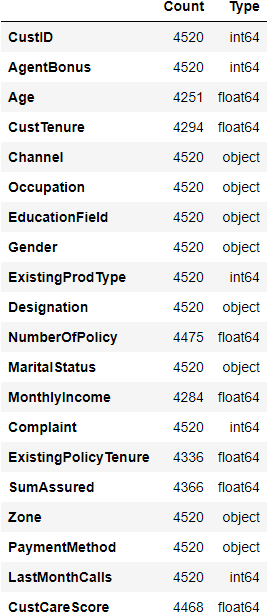 Count Type
CustID 4520 int64
AgentBonus 4520 int64
Age 4251 float64
CustTenure 4294 float64
Channel 4520 object
Occupation 4520 object
EducationField 4520 object
Gender 4520 object
ExistingProdType 4520 int64
Designation 4520 object
NumberOfPolicy 4475 float64
MaritalStatus 4520 object
MonthlyIncome 4284 float64
Complaint 4520 int64
ExistingPolicyTenure 4336 float64
SumAssured 4366 float64
Zone 4520 object
PaymentMethod 4520 object
LastMonthCalls 4520 int64
CustCareScore 4468 float64